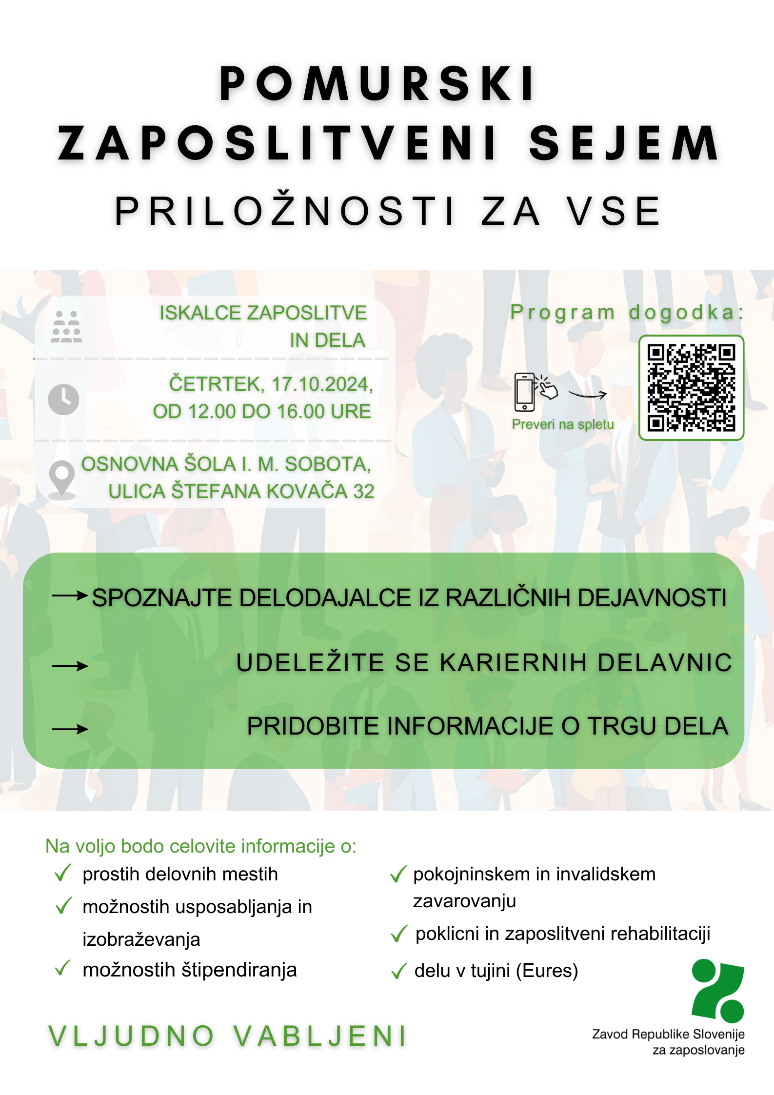 POMURSKI
ZAPOSLITVENI SEJEM
PRILOŽNOSTI ZA VSE
ISKALCE ZAPOSLITVE
IN DELA
ČETRTEK, 17.10.2024,
OD 12.00 DO 16.00 URE
OSNOVNA ŠOLA I. M. SOBOTA,
ULICA ŠTEFANA KOVAČA 32
Program dogodka:
Preveri na spletu
SPOZNAJTE DELODAJALCE IZ RAZLIČNIH DEJAVNOSTI
UDELEŽITE SE KARIERNIH DELAVNIC
PRIDOBITE INFORMACIJE O TRGU DELA
Na voljo bodo celovite informacije o:
prostih delovnih mestih
možnostih usposabljanja in
izobraževanja
možnostih štipendiranja
pokojninskem in invalidskem
zavarovanju
poklicni in zaposlitveni rehabilitaciji
delu v tujini (Eures)
VLJUDNO VABLJENI
Zavod Republike Slovenije
za zaposlovanje